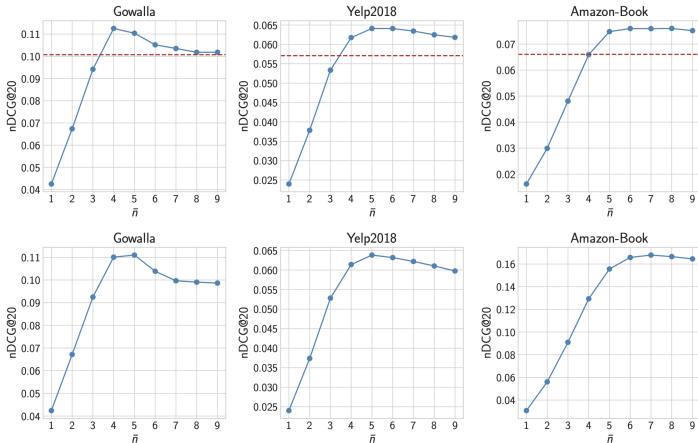 Gowalla
nDCG@20
0.11
0.10
0.09
0.08
0.07
0.06
0.05
0.04
1 2 3 4 5 6 7 8 9
n̄
Yelp2018
nDCG@20
0.065
0.060
0.055
0.050
0.045
0.040
0.035
0.030
0.025
1 2 3 4 5 6 7 8 9
n̄
Amazon-Book
nDCG@20
0.07
0.06
0.05
0.04
0.03
0.02
1 2 3 4 5 6 7 8 9
n̄
Gowalla
nDCG@20
0.11
0.10
0.09
0.08
0.07
0.06
0.05
0.04
1 2 3 4 5 6 7 8 9
n̄
Yelp2018
nDCG@20
0.065
0.060
0.055
0.050
0.045
0.040
0.035
0.030
0.025
1 2 3 4 5 6 7 8 9
n̄
Amazon-Book
nDCG@20
0.16
0.14
0.12
0.10
0.08
0.06
0.04
1 2 3 4 5 6 7 8 9
n̄